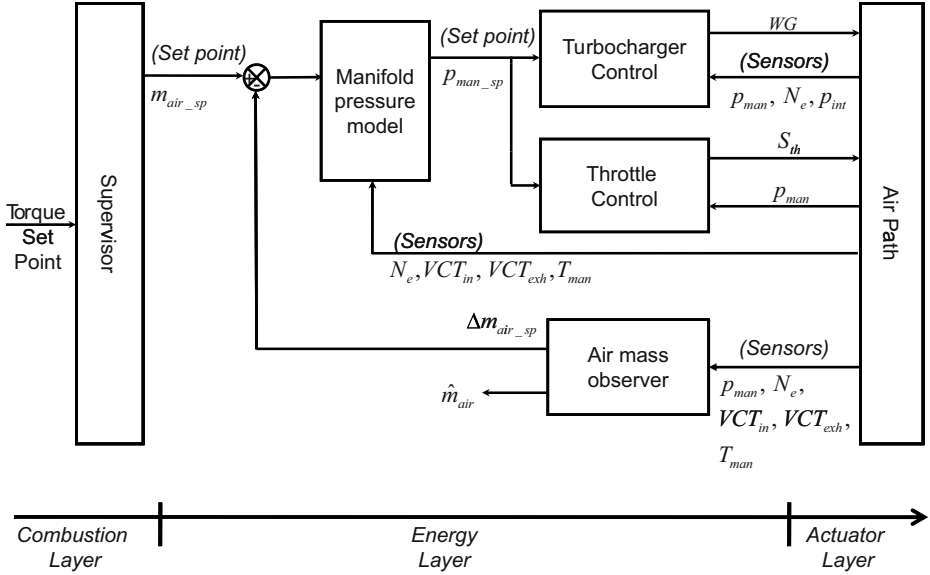 Torque
Set
Point
Supervisor
(Set point)
m_air_sp
+
-
Manifold
pressure
model
(Set point)
p_man_sp
Turbocharger
Control
WG
(Sensors)
p_man, N_e, p_int
Throttle
Control
S_th
p_man
Air Path
(Sensors)
N_e, VCT_in, VCT_exh, T_man
Δm_air_sp
m̂_air
Air mass
observer
(Sensors)
p_man, N_e,
VCT_in, VCT_exh,
T_man
Combustion
Layer
Energy
Layer
Actuator
Layer